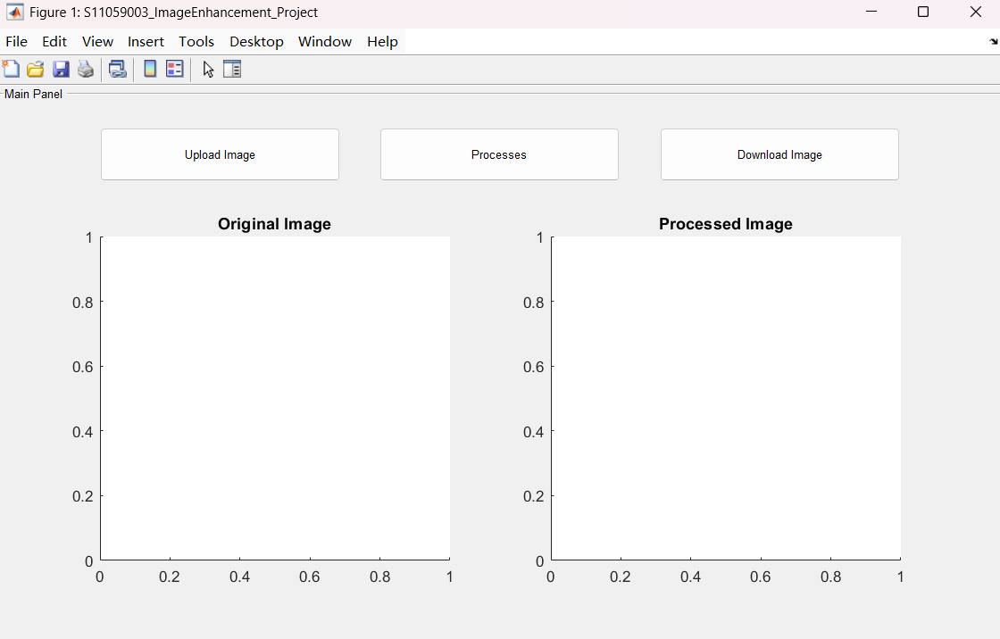 Figure 1: S11059003_ImageEnhancement_Project
File Edit View Insert Tools Desktop Window Help
Main Panel
Upload Image Processes Download Image
Original Image Processed Image
1 1
0.8 0.8
0.6 0.6
0.4 0.4
0.2 0.2
0 0
0 0.2 0.4 0.6 0.8 1 0 0.2 0.4 0.6 0.8 1